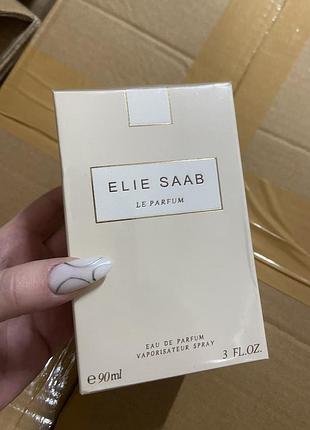 ELIE SAAB
LE PARFUM
EAU DE PARFUM
VAPORISATEUR SPRAY
℮ 90ml
3 FL.OZ.